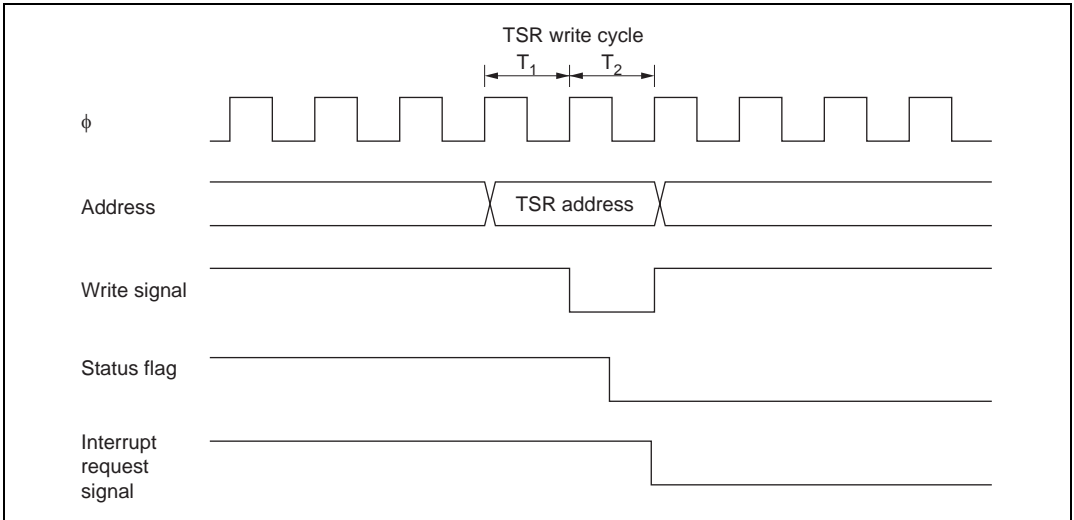 TSR write cycle
T₁ T₂
ϕ
Address
TSR address
Write signal
Status flag
Interrupt
request
signal